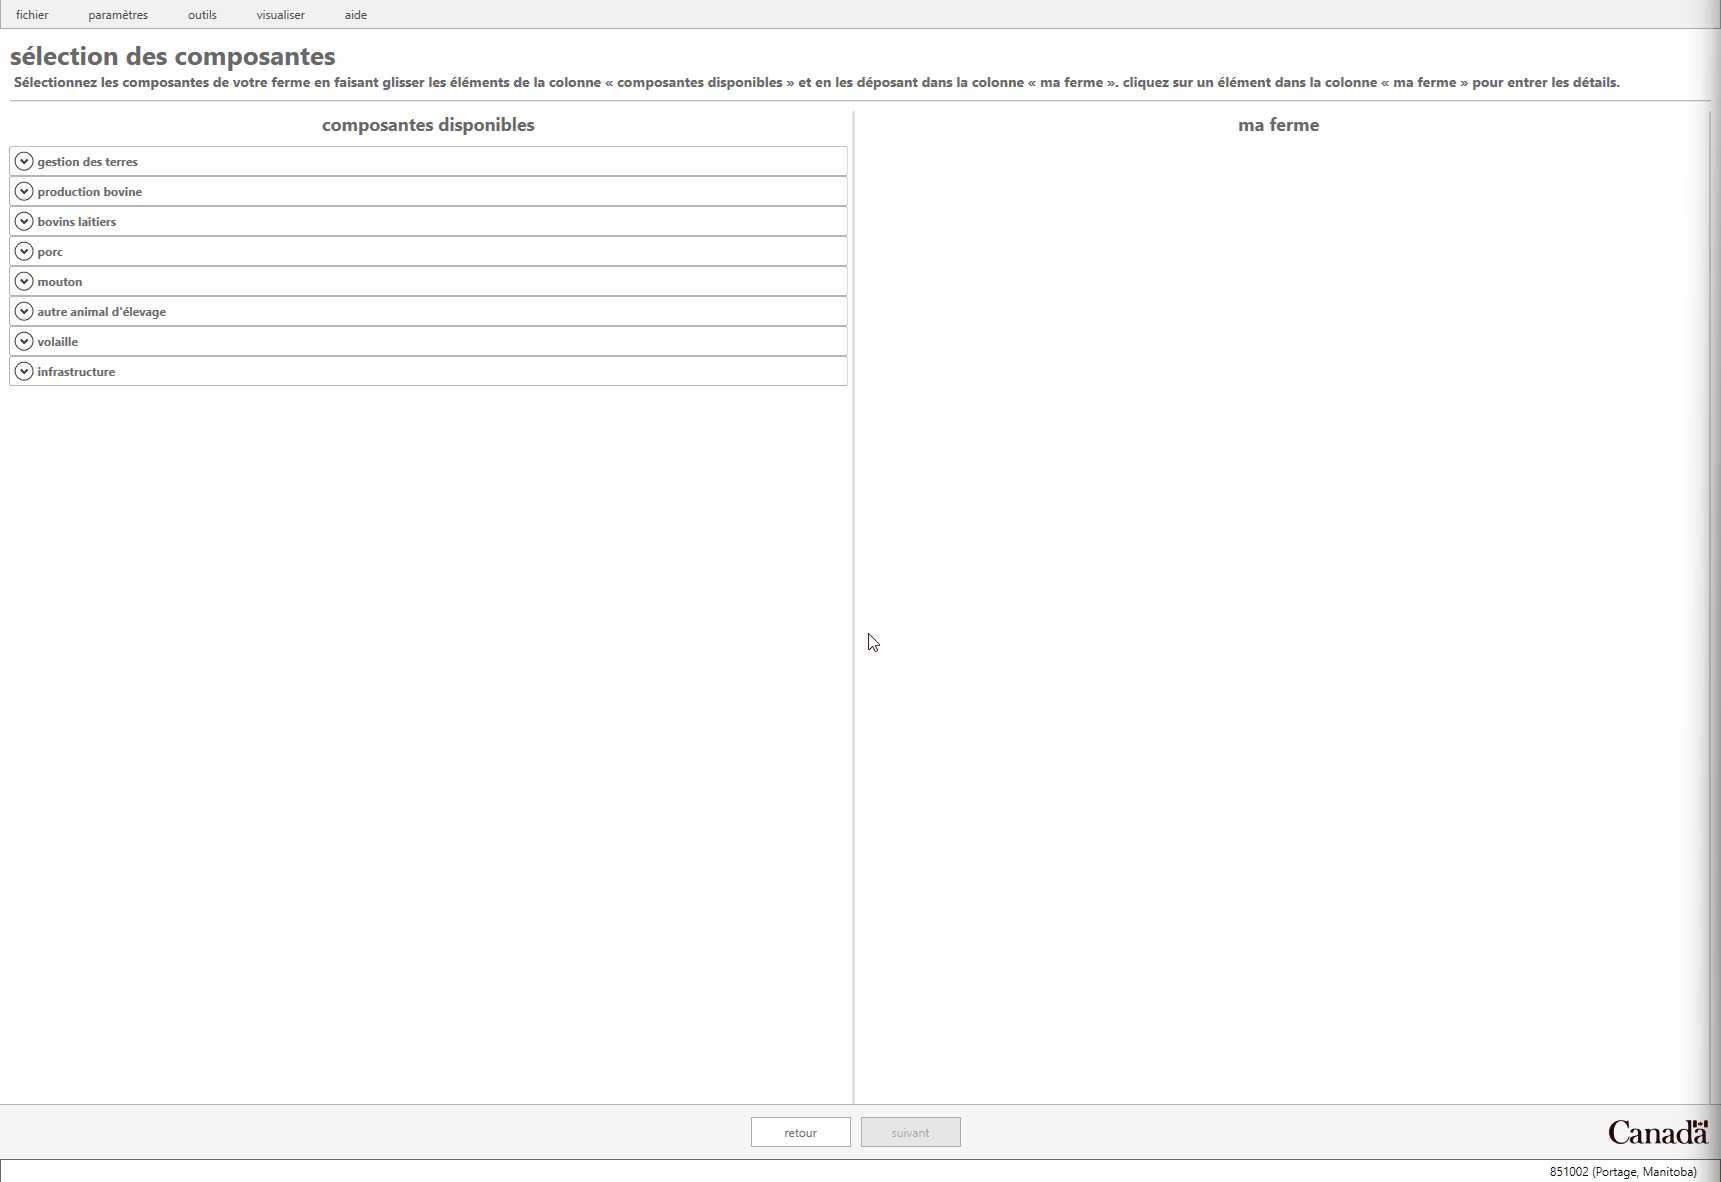 fichier paramètres outils visualiser aide
sélection des composantes
Sélectionnez les composantes de votre ferme en faisant glisser les éléments de la colonne « composantes disponibles » et en les déposant dans la colonne « ma ferme ». cliquez sur un élément dans la colonne « ma ferme » pour entrer les détails.
composantes disponibles
gestion des terres
production bovine
bovins laitiers
porc
mouton
autre animal d'élevage
volaille
infrastructure
ma ferme
retour suivant
Canada
851002 (Portage, Manitoba)